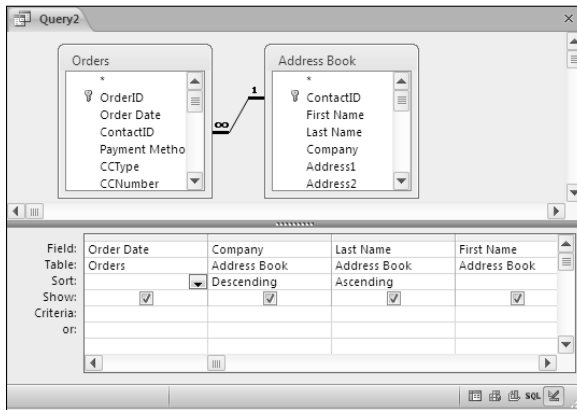 Query2
Orders
*
OrderID
Order Date
ContactID
Payment Metho
CCType
CCNumber
∞
1
Address Book
*
ContactID
First Name
Last Name
Company
Address1
Address2
Field: Order Date Company Last Name First Name
Table: Orders Address Book Address Book Address Book
Sort: Descending Ascending
Show:
Criteria:
or:
SQL